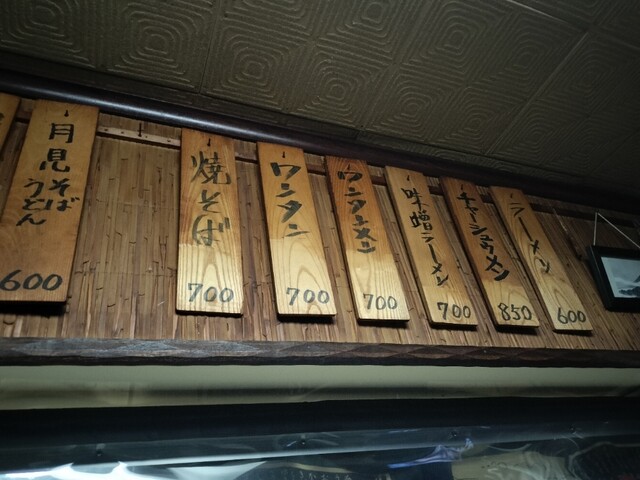 ラーメン
600
チャーシュウメン
850
味噌ラーメン
700
ワンタンメン
700
ワンタン
700
焼そば
700
月見そば
うどん
600